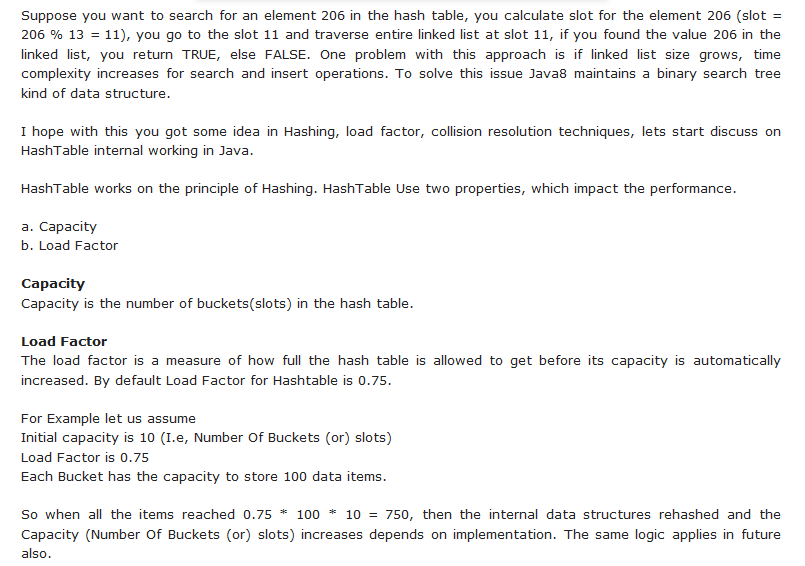 Suppose you want to search for an element 206 in the hash table, you calculate slot for the element 206 (slot =
206 % 13 = 11), you go to the slot 11 and traverse entire linked list at slot 11, if you found the value 206 in the
linked list, you return TRUE, else FALSE. One problem with this approach is if linked list size grows, time
complexity increases for search and insert operations. To solve this issue Java8 maintains a binary search tree
kind of data structure.
I hope with this you got some idea in Hashing, load factor, collision resolution techniques, lets start discuss on
HashTable internal working in Java.
HashTable works on the principle of Hashing. HashTable Use two properties, which impact the performance.
a. Capacity
b. Load Factor
Capacity
Capacity is the number of buckets(slots) in the hash table.
Load Factor
The load factor is a measure of how full the hash table is allowed to get before its capacity is automatically
increased. By default Load Factor for Hashtable is 0.75.
For Example let us assume
Initial capacity is 10 (I.e, Number Of Buckets (or) slots)
Load Factor is 0.75
Each Bucket has the capacity to store 100 data items.
So when all the items reached 0.75 * 100 * 10 = 750, then the internal data structures rehashed and the
Capacity (Number Of Buckets (or) slots) increases depends on implementation. The same logic applies in future
also.